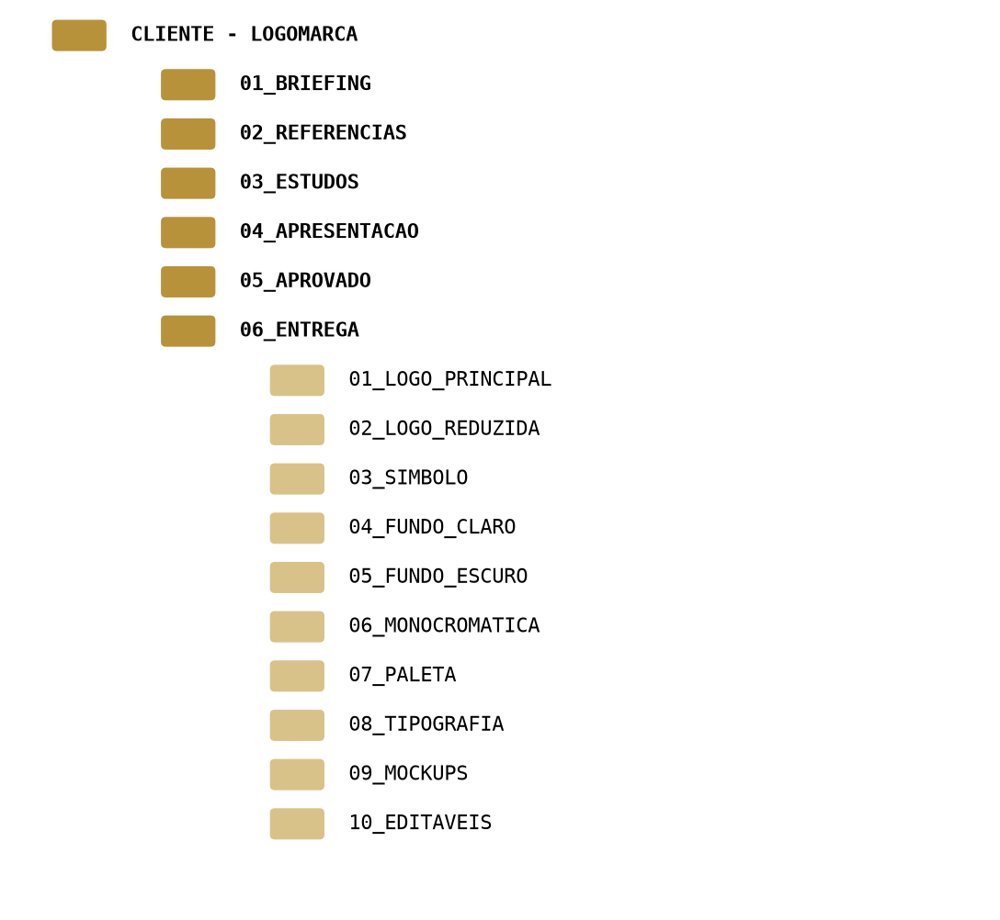 CLIENTE - LOGOMARCA
01_BRIEFING
02_REFERENCIAS
03_ESTUDOS
04_APRESENTACAO
05_APROVADO
06_ENTREGA
01_LOGO_PRINCIPAL
02_LOGO_REDUZIDA
03_SIMBOLO
04_FUNDO_CLARO
05_FUNDO_ESCURO
06_MONOCROMATICA
07_PALETA
08_TIPOGRAFIA
09_MOCKUPS
10_EDITAVEIS